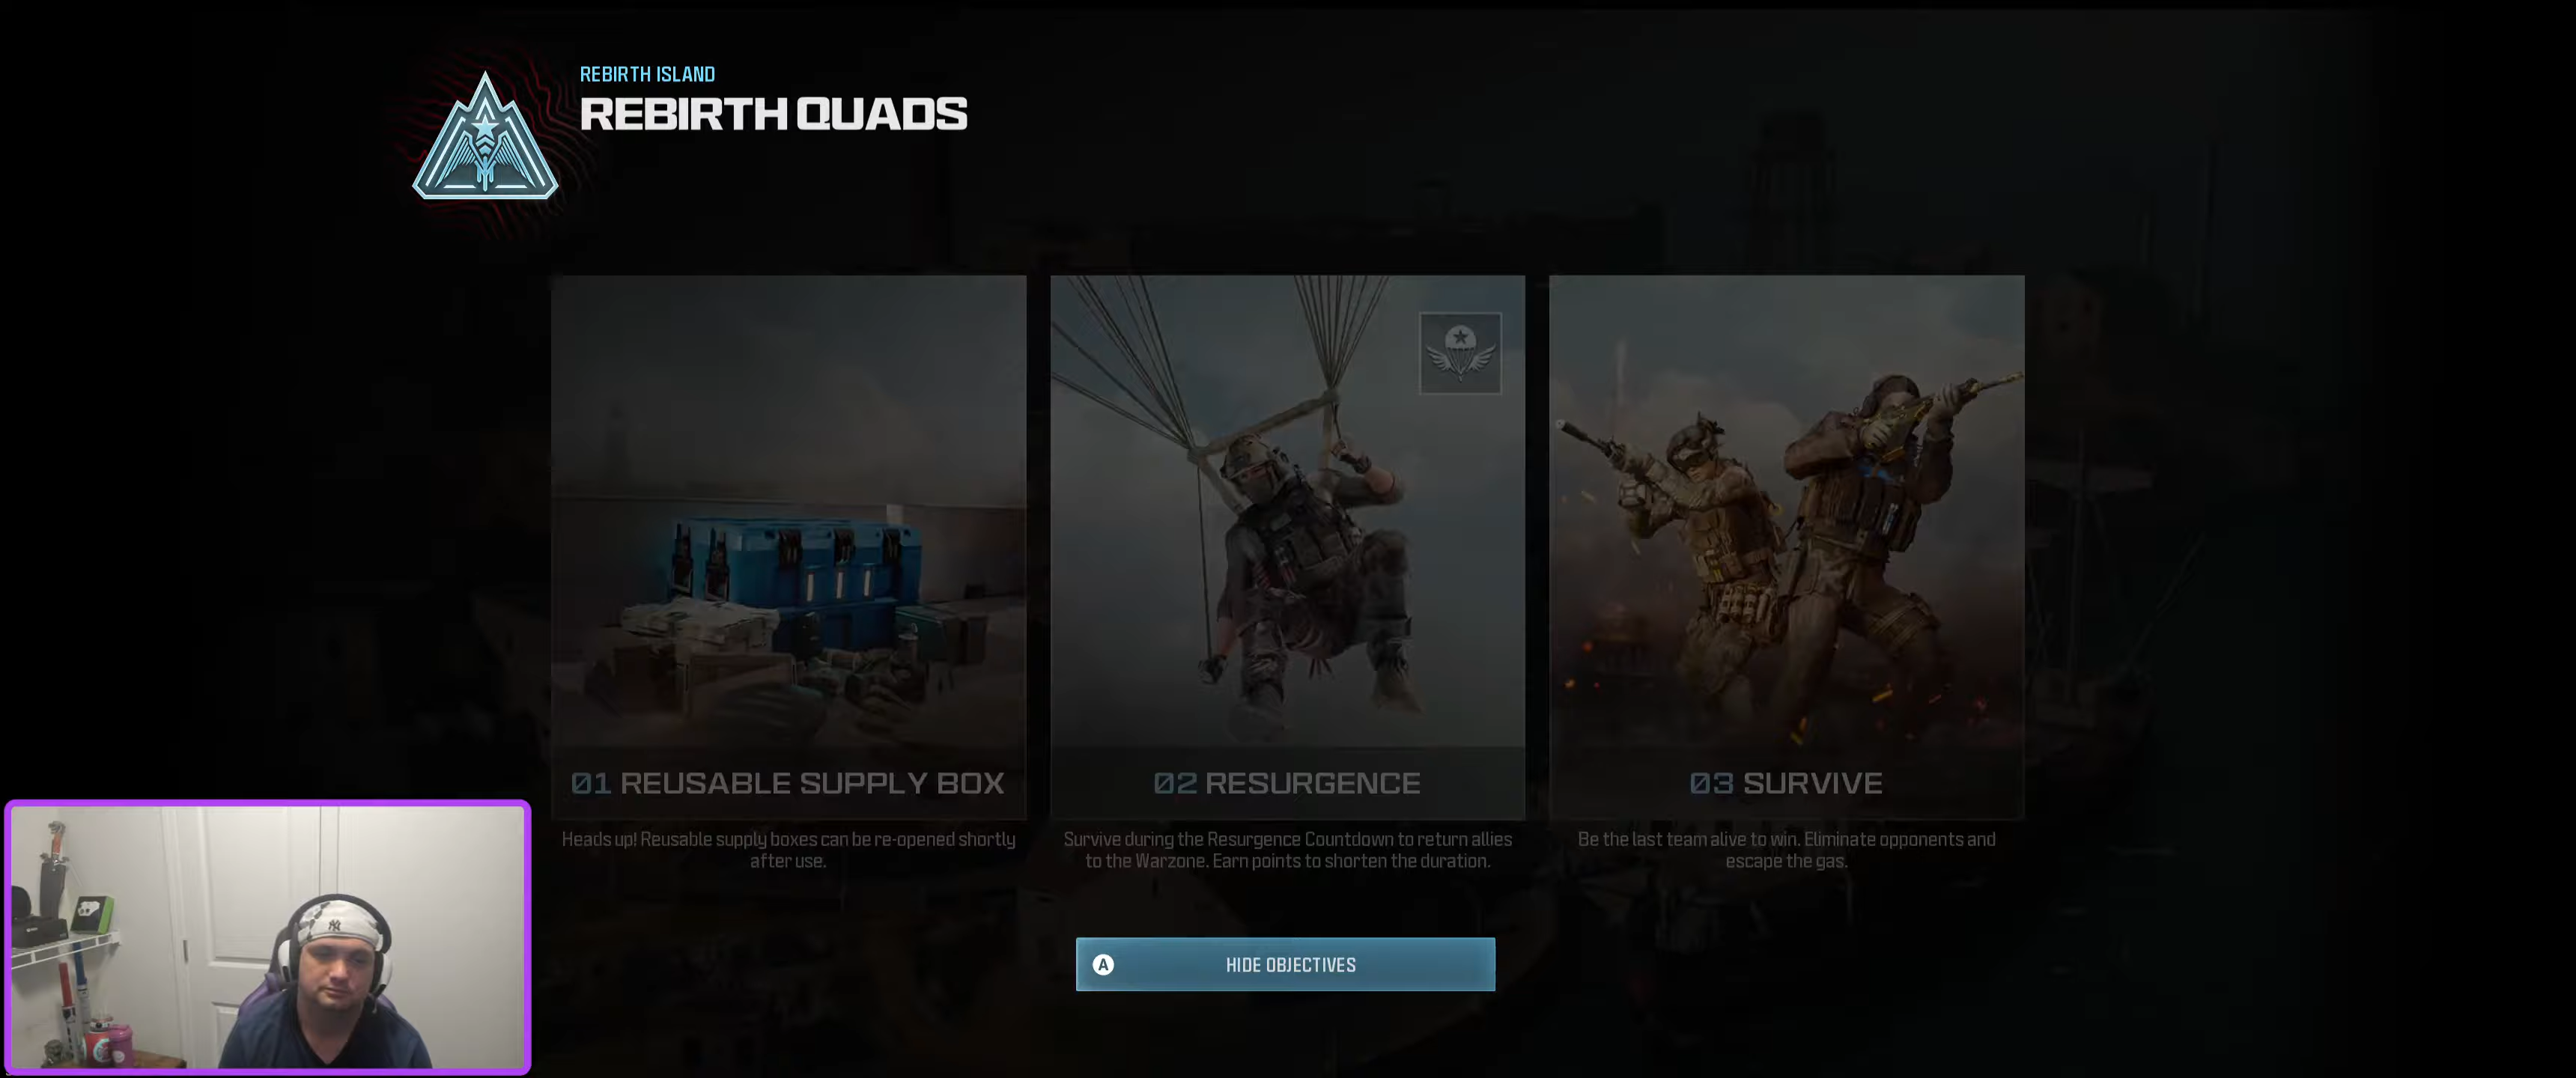 REBIRTH ISLAND
REBIRTH QUADS
01 REUSABLE SUPPLY BOX
Heads up! Reusable supply boxes can be re-opened shortly
after use.
02 RESURGENCE
Survive during the Resurgence Countdown to return allies
to the Warzone. Earn points to shorten the duration.
03 SURVIVE
Be the last team alive to win. Eliminate opponents and
escape the gas.
A HIDE OBJECTIVES
NY